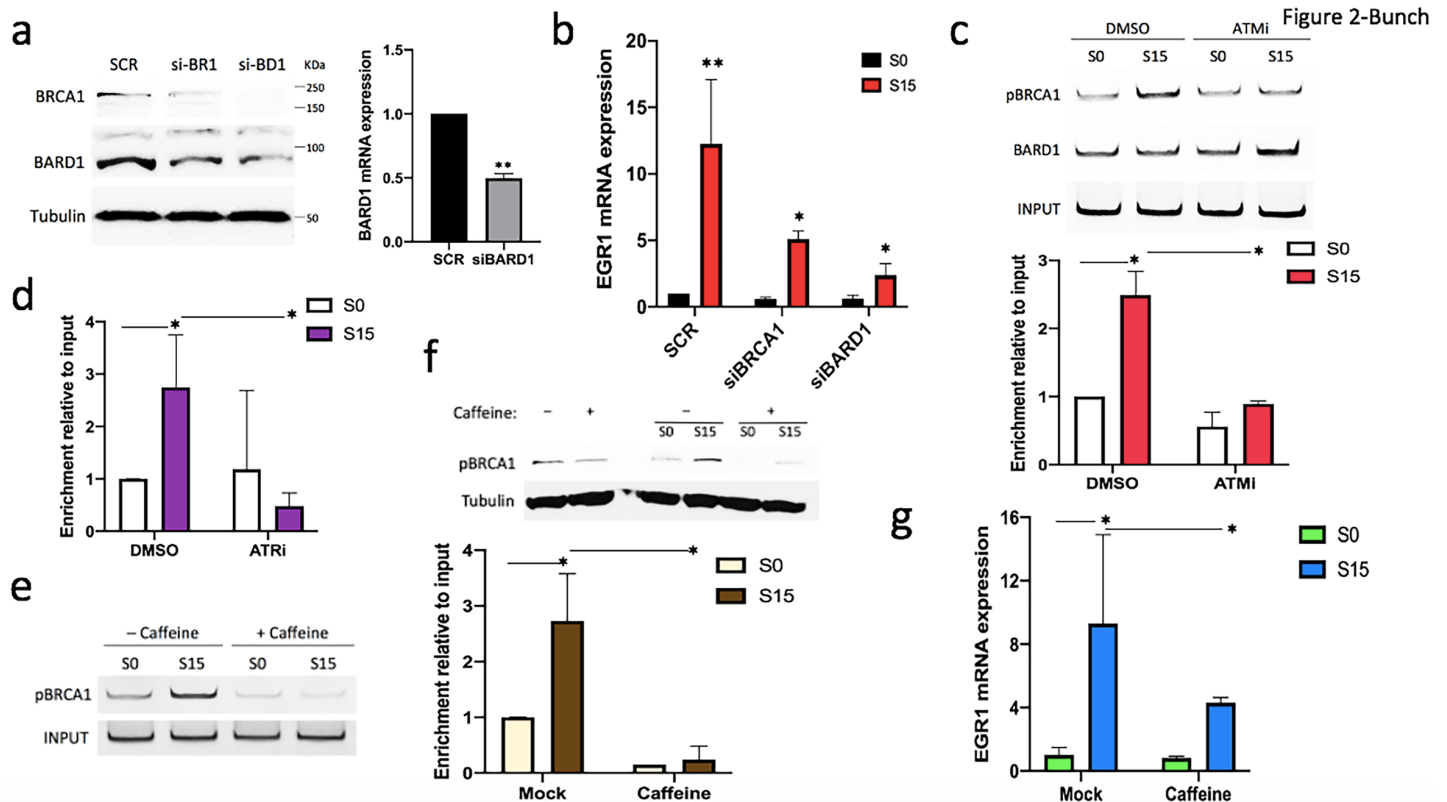 Figure 2-Bunch
a
SCR si-BR1 si-BD1 KDa
BRCA1
250
150
BARD1
100
Tubulin
50
BARD1 mRNA expression
1.5
1.0
0.5
0.0
**
SCR siBARD1
b
EGR1 mRNA expression
20
15
10
5
0
** * *
S0
S15
SCR siBRCA1 siBARD1
c
DMSO ATMi
S0 S15 S0 S15
pBRCA1
BARD1
INPUT
Enrichment relative to input
3
2
1
0
* *
S0
S15
DMSO ATMi
d
Enrichment relative to input
4
3
2
1
0
* *
S0
S15
DMSO ATRi
e
– Caffeine + Caffeine
S0 S15 S0 S15
pBRCA1
INPUT
f
Caffeine: – + – +
S0 S15 S0 S15
pBRCA1
Tubulin
Enrichment relative to input
4
3
2
1
0
* *
S0
S15
Mock Caffeine
g
EGR1 mRNA expression
16
12
8
4
0
* *
S0
S15
Mock Caffeine